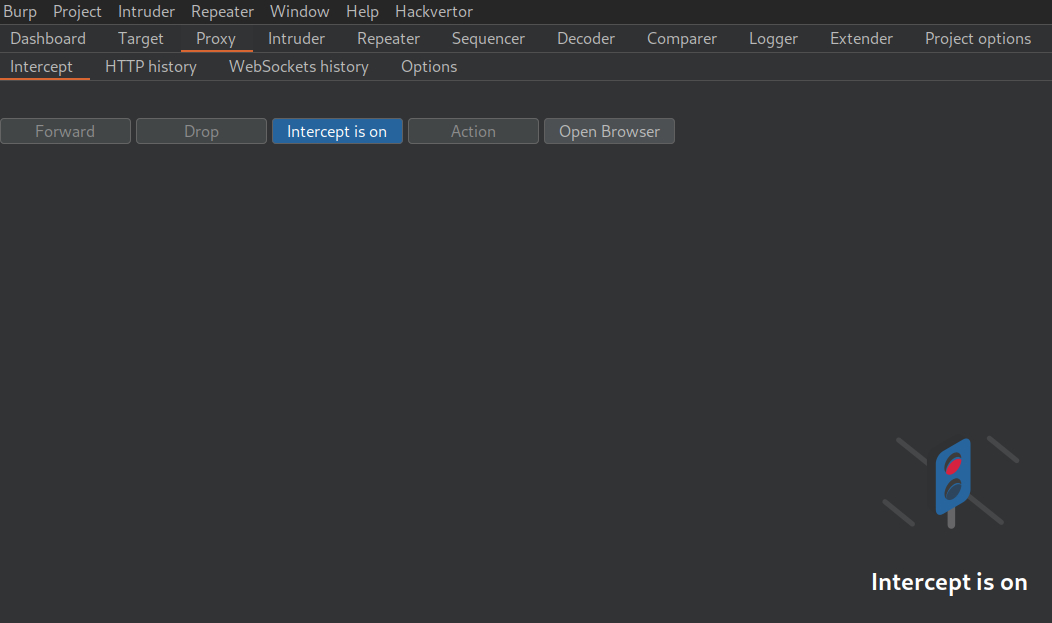 Burp Project Intruder Repeater Window Help Hackvertor
Dashboard Target Proxy Intruder Repeater Sequencer Decoder Comparer Logger Extender Project options
Intercept HTTP history WebSockets history Options
Forward Drop Intercept is on Action Open Browser
Intercept is on